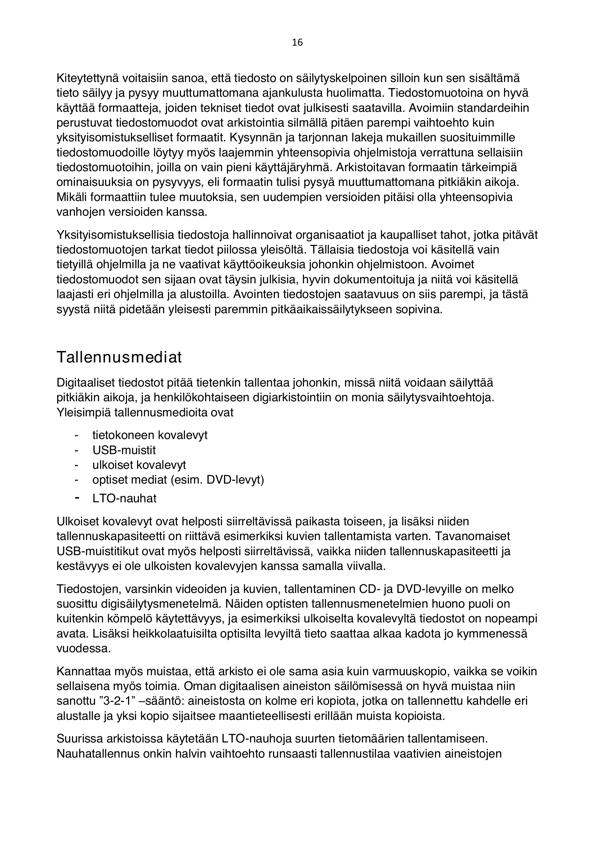 16
Kiteytettynä voitaisiin sanoa, että tiedosto on säilytyskelpoinen silloin kun sen sisältämä
tieto säilyy ja pysyy muuttumattomana ajankulusta huolimatta. Tiedostomuotoina on hyvä
käyttää formaatteja, joiden tekniset tiedot ovat julkisesti saatavilla. Avoimiin standardeihin
perustuvat tiedostomuodot ovat arkistointia silmällä pitäen parempi vaihtoehto kuin
yksityisomistukselliset formaatit. Kysynnän ja tarjonnan lakeja mukaillen suosituimmille
tiedostomuodoille löytyy myös laajemmin yhteensopivia ohjelmistoja verrattuna sellaisiin
tiedostomuotoihin, joilla on vain pieni käyttäjäryhmä. Arkistoitavan formaatin tärkeimpiä
ominaisuuksia on pysyvyys, eli formaatin tulisi pysyä muuttumattomana pitkiäkin aikoja.
Mikäli formaattiin tulee muutoksia, sen uudempien versioiden pitäisi olla yhteensopivia
vanhojen versioiden kanssa.
Yksityisomistuksellisia tiedostoja hallinnoivat organisaatiot ja kaupalliset tahot, jotka pitävät
tiedostomuotojen tarkat tiedot piilossa yleisöltä. Tällaisia tiedostoja voi käsitellä vain
tietyillä ohjelmilla ja ne vaativat käyttöoikeuksia johonkin ohjelmistoon. Avoimet
tiedostomuodot sen sijaan ovat täysin julkisia, hyvin dokumentoituja ja niitä voi käsitellä
laajasti eri ohjelmilla ja alustoilla. Avointen tiedostojen saatavuus on siis parempi, ja tästä
syystä niitä pidetään yleisesti paremmin pitkäaikaissäilytykseen sopivina.
Tallennusmediat
Digitaaliset tiedostot pitää tietenkin tallentaa johonkin, missä niitä voidaan säilyttää
pitkiäkin aikoja, ja henkilökohtaiseen digiarkistointiin on monia säilytysvaihtoehtoja.
Yleisimpiä tallennusmedioita ovat
- tietokoneen kovalevyt
- USB-muistit
- ulkoiset kovalevyt
- optiset mediat (esim. DVD-levyt)
- LTO-nauhat
Ulkoiset kovalevyt ovat helposti siirreltävissä paikasta toiseen, ja lisäksi niiden
tallennuskapasiteetti on riittävä esimerkiksi kuvien tallentamista varten. Tavanomaiset
USB-muistitikut ovat myös helposti siirreltävissä, vaikka niiden tallennuskapasiteetti ja
kestävyys ei ole ulkoisten kovalevyjen kanssa samalla viivalla.
Tiedostojen, varsinkin videoiden ja kuvien, tallentaminen CD- ja DVD-levyille on melko
suosittu digisäilytysmenetelmä. Näiden optisten tallennusmenetelmien huono puoli on
kuitenkin kömpelö käytettävyys, ja esimerkiksi ulkoiselta kovalevyltä tiedostot on nopeampi
avata. Lisäksi heikkolaatuisilta optisilta levyiltä tieto saattaa alkaa kadota jo kymmenessä
vuodessa.
Kannattaa myös muistaa, että arkisto ei ole sama asia kuin varmuuskopio, vaikka se voikin
sellaisena myös toimia. Oman digitaalisen aineiston säilömisessä on hyvä muistaa niin
sanottu ”3-2-1” –sääntö: aineistosta on kolme eri kopiota, jotka on tallennettu kahdelle eri
alustalle ja yksi kopio sijaitsee maantieteellisesti erillään muista kopioista.
Suurissa arkistoissa käytetään LTO-nauhoja suurten tietomäärien tallentamiseen.
Nauhatallennus onkin halvin vaihtoehto runsaasti tallennustilaa vaativien aineistojen